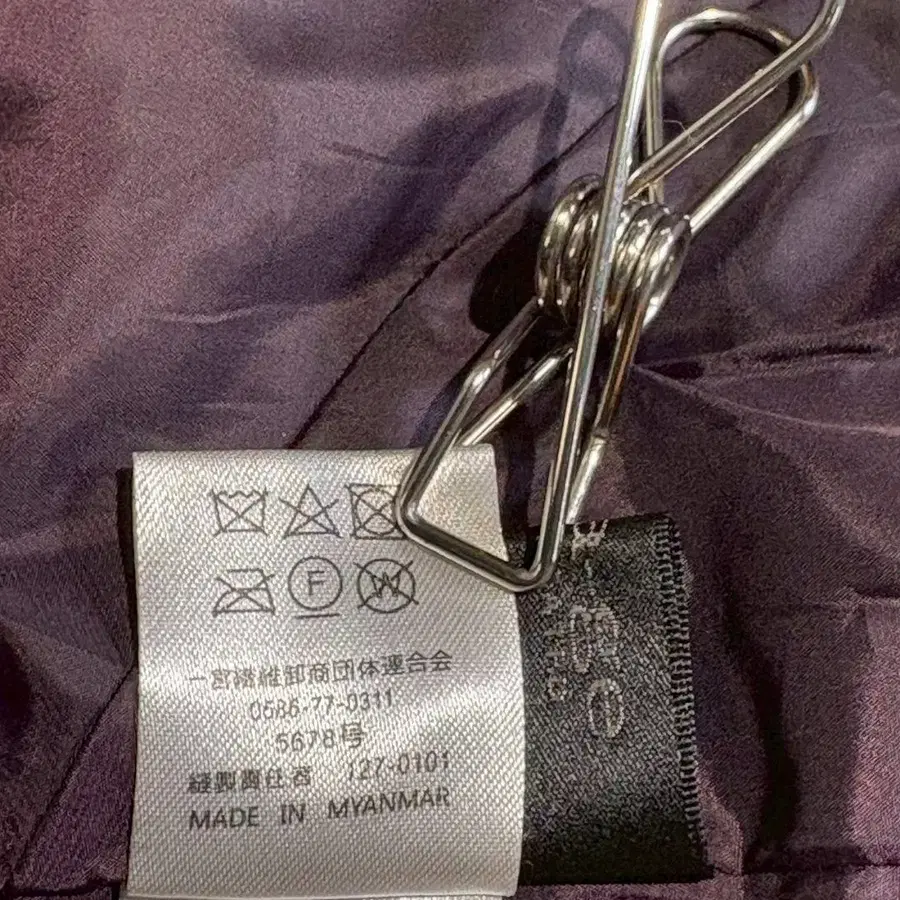 F W
一宮繊維卸商団体連合会
0586-77-0311
5678号
縫製責任者 127-0101
MADE IN MYANMAR